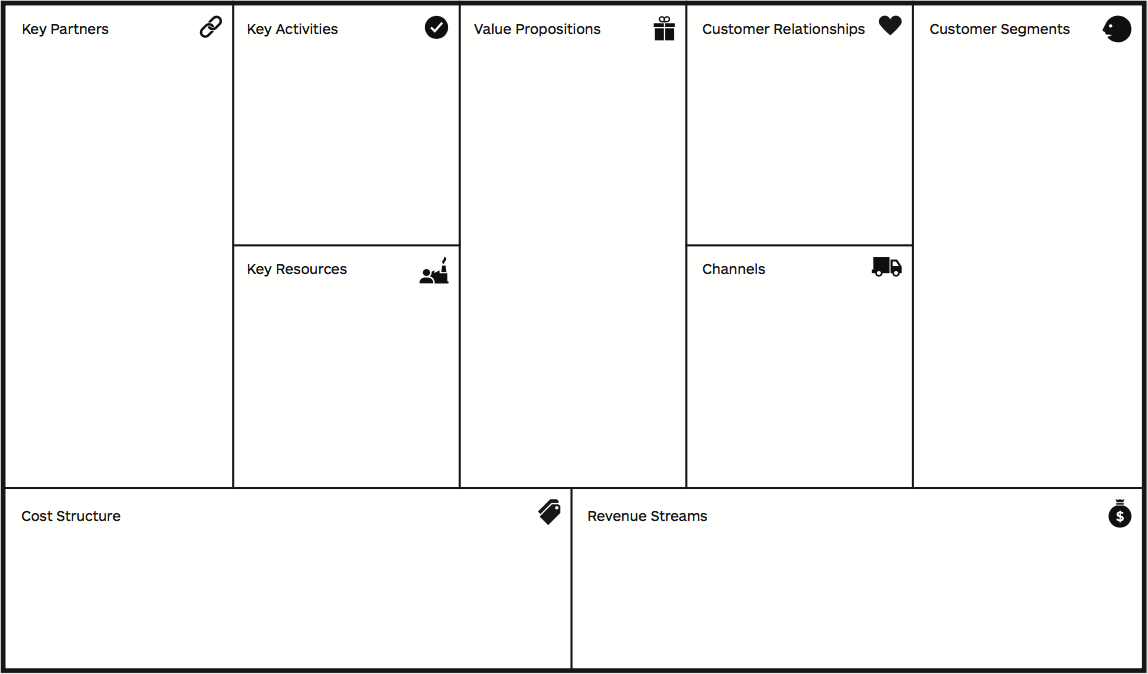 Key Partners
Key Activities
Value Propositions
Customer Relationships
Customer Segments
Key Resources
Channels
Cost Structure
Revenue Streams
$